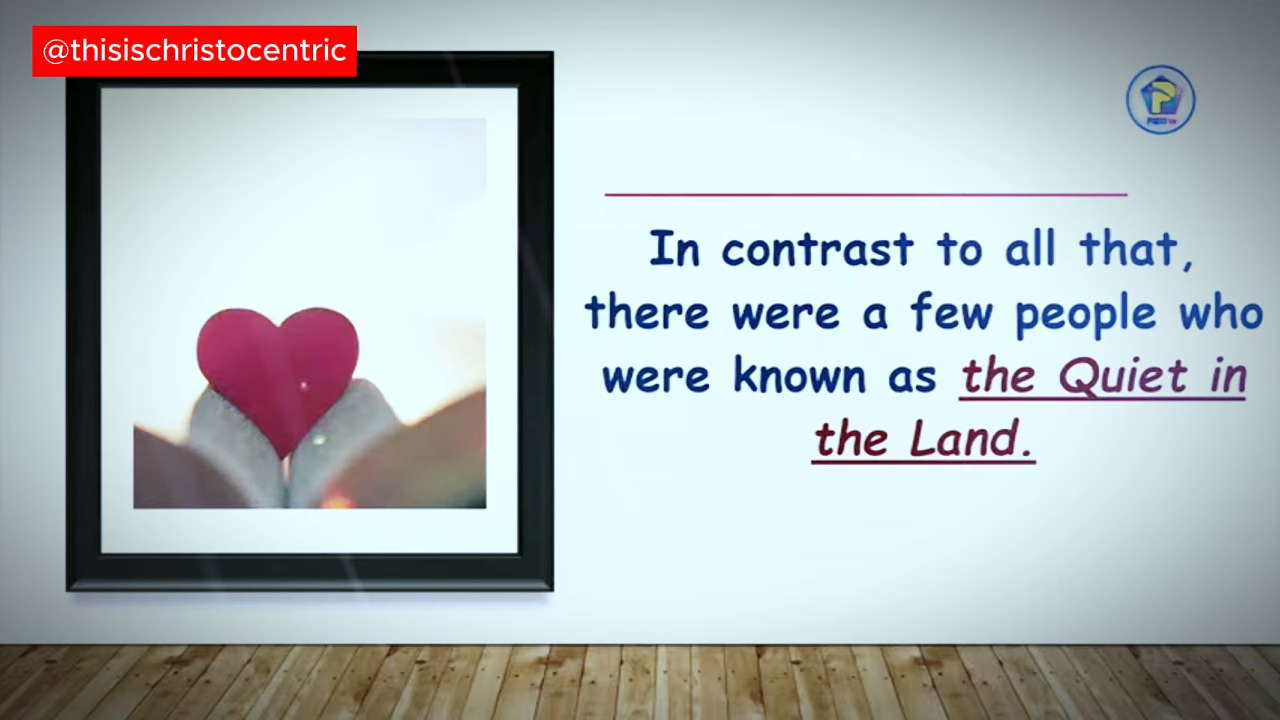 @thisischristocentric
In contrast to all that,
there were a few people who
were known as the Quiet in
the Land.